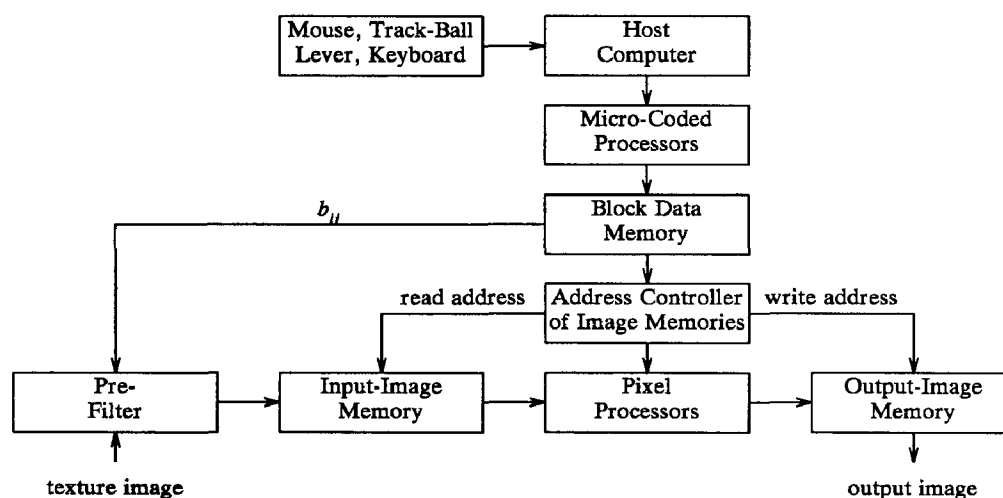 Mouse, Track-Ball
Lever, Keyboard
Host
Computer
Micro-Coded
Processors
Block Data
Memory
read address
Address Controller
of Image Memories
write address
Pre-
Filter
Input-Image
Memory
Pixel
Processors
Output-Image
Memory
texture image
output image